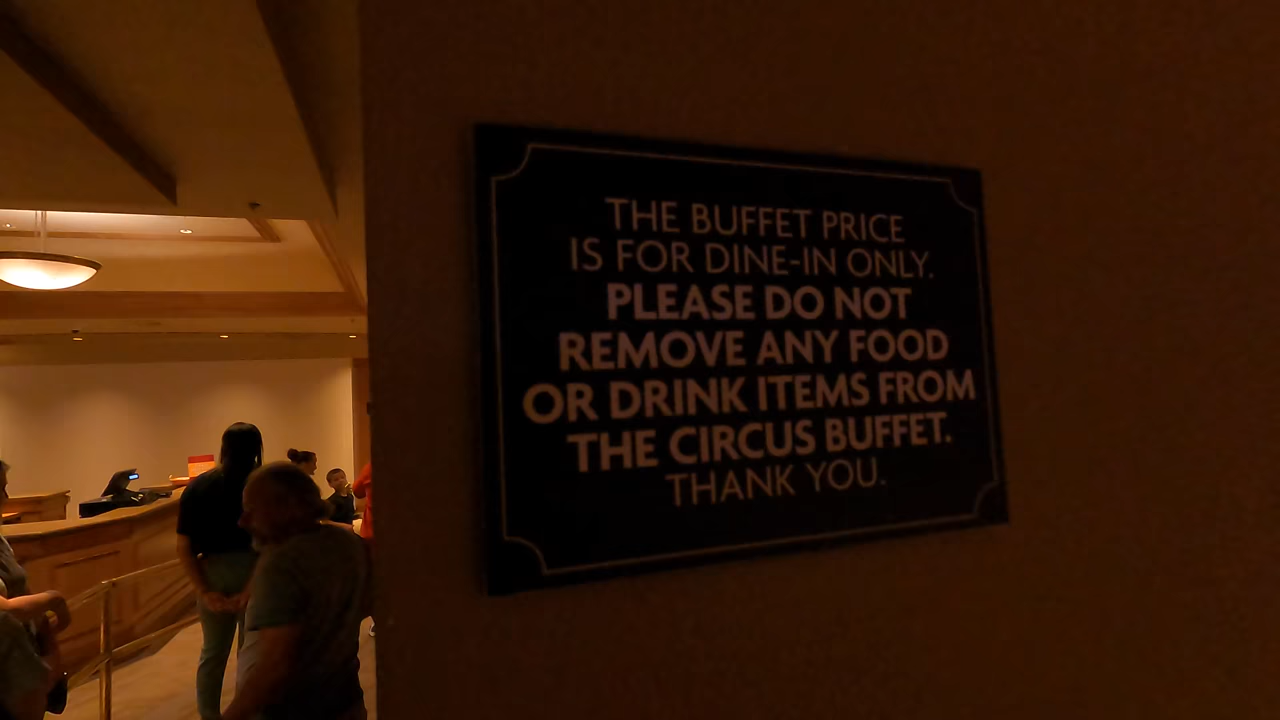 THE BUFFET PRICE
IS FOR DINE-IN ONLY.
PLEASE DO NOT
REMOVE ANY FOOD
OR DRINK ITEMS FROM
THE CIRCUS BUFFET.
THANK YOU.